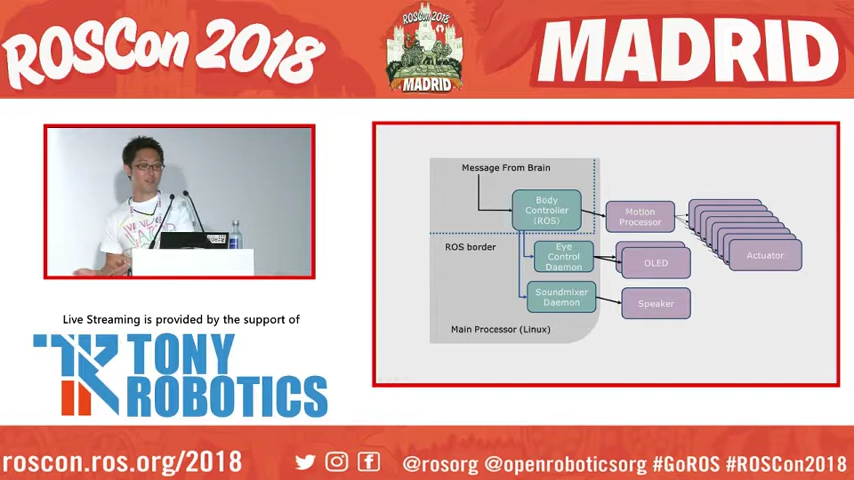 ROSCon 2018
ROSCon 2018
MADRID
MADRID
Message From Brain
Body
Controller
(ROS)
Motion
Processor
ROS border
Eye
Control
Daemon
OLED
Actuator
Soundmixer
Daemon
Speaker
Main Processor (Linux)
Live Streaming is provided by the support of
TONY
ROBOTICS
roscon.ros.org/2018
@rosorg @openroboticsorg #GoROS #ROSCon2018